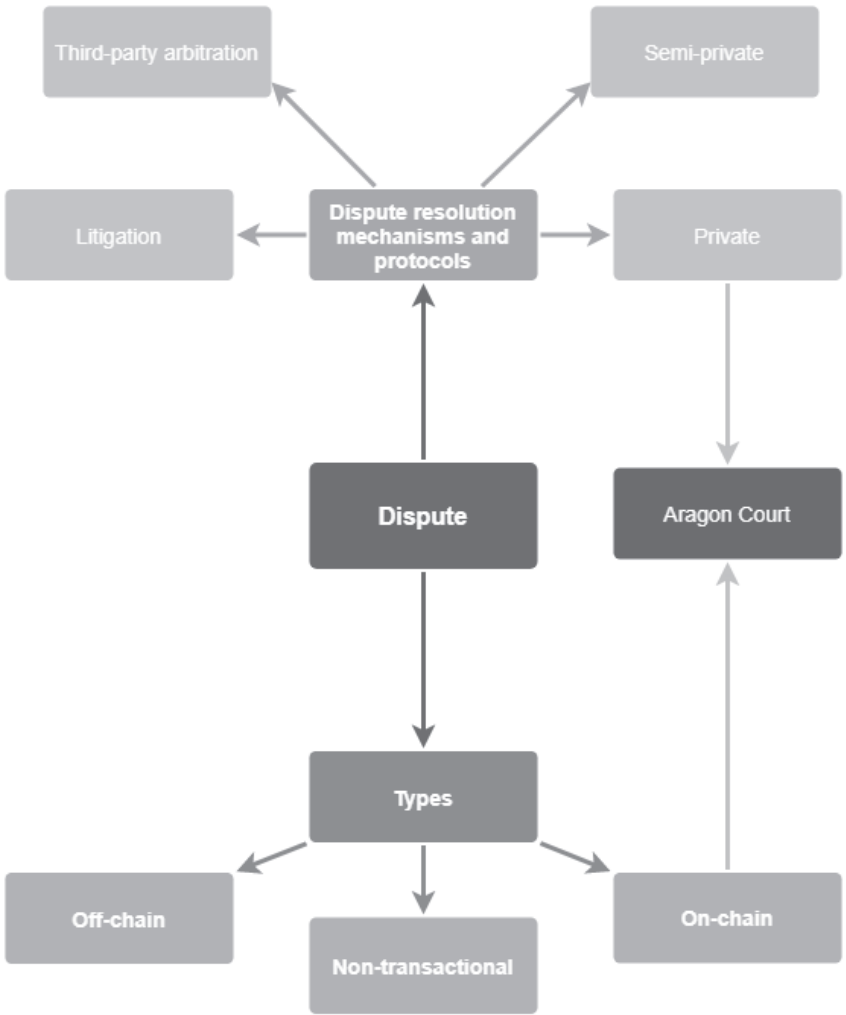 Third-party arbitration
Semi-private
Litigation
Dispute resolution
mechanisms and
protocols
Private
Dispute
Aragon Court
Types
Off-chain
On-chain
Non-transactional